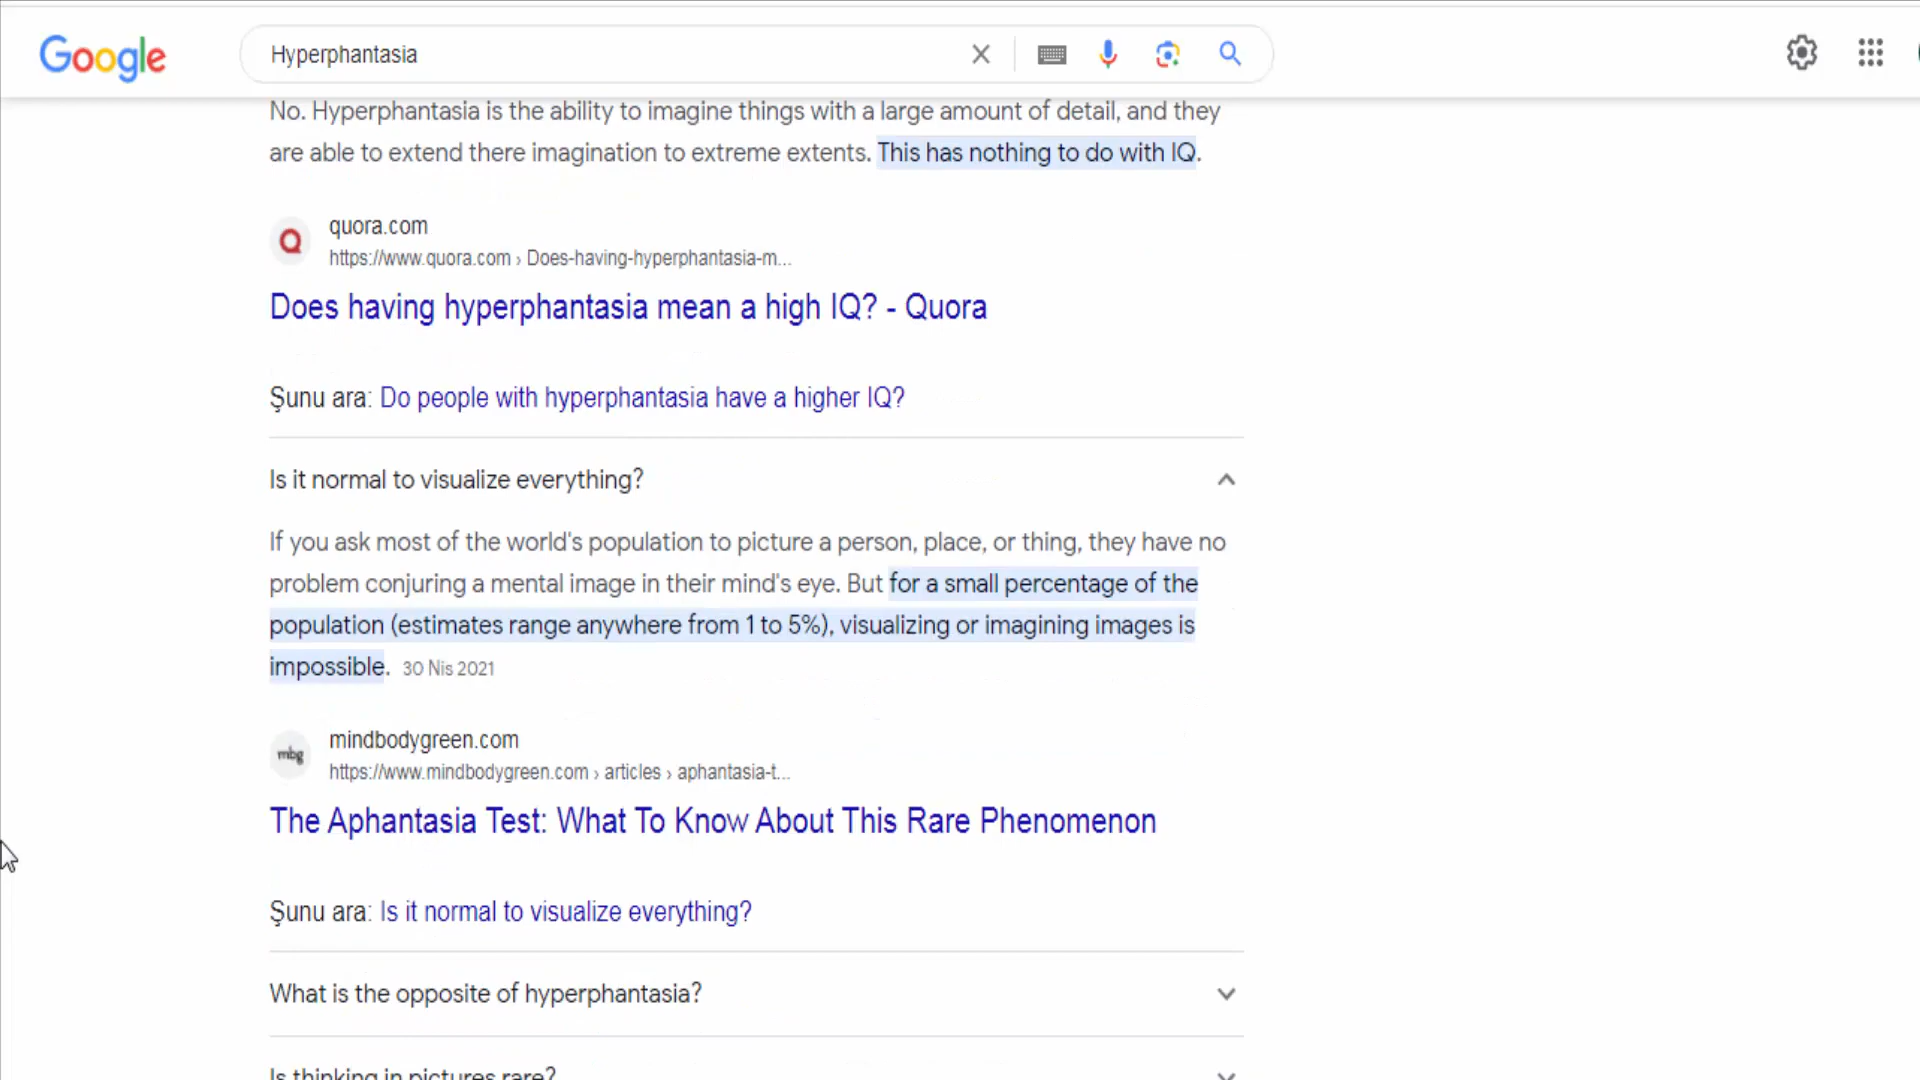 Google
Hyperphantasia
No. Hyperphantasia is the ability to imagine things with a large amount of detail, and they
are able to extend there imagination to extreme extents. This has nothing to do with IQ.
Q
quora.com
https://www.quora.com › Does-having-hyperphantasia-m...
Does having hyperphantasia mean a high IQ? - Quora
Şunu ara: Do people with hyperphantasia have a higher IQ?
Is it normal to visualize everything?
If you ask most of the world's population to picture a person, place, or thing, they have no
problem conjuring a mental image in their mind's eye. But for a small percentage of the
population (estimates range anywhere from 1 to 5%), visualizing or imagining images is
impossible. 30 Nis 2021
mbg
mindbodygreen.com
https://www.mindbodygreen.com › articles › aphantasia-t...
The Aphantasia Test: What To Know About This Rare Phenomenon
Şunu ara: Is it normal to visualize everything?
What is the opposite of hyperphantasia?
Is thinking in pictures rare?